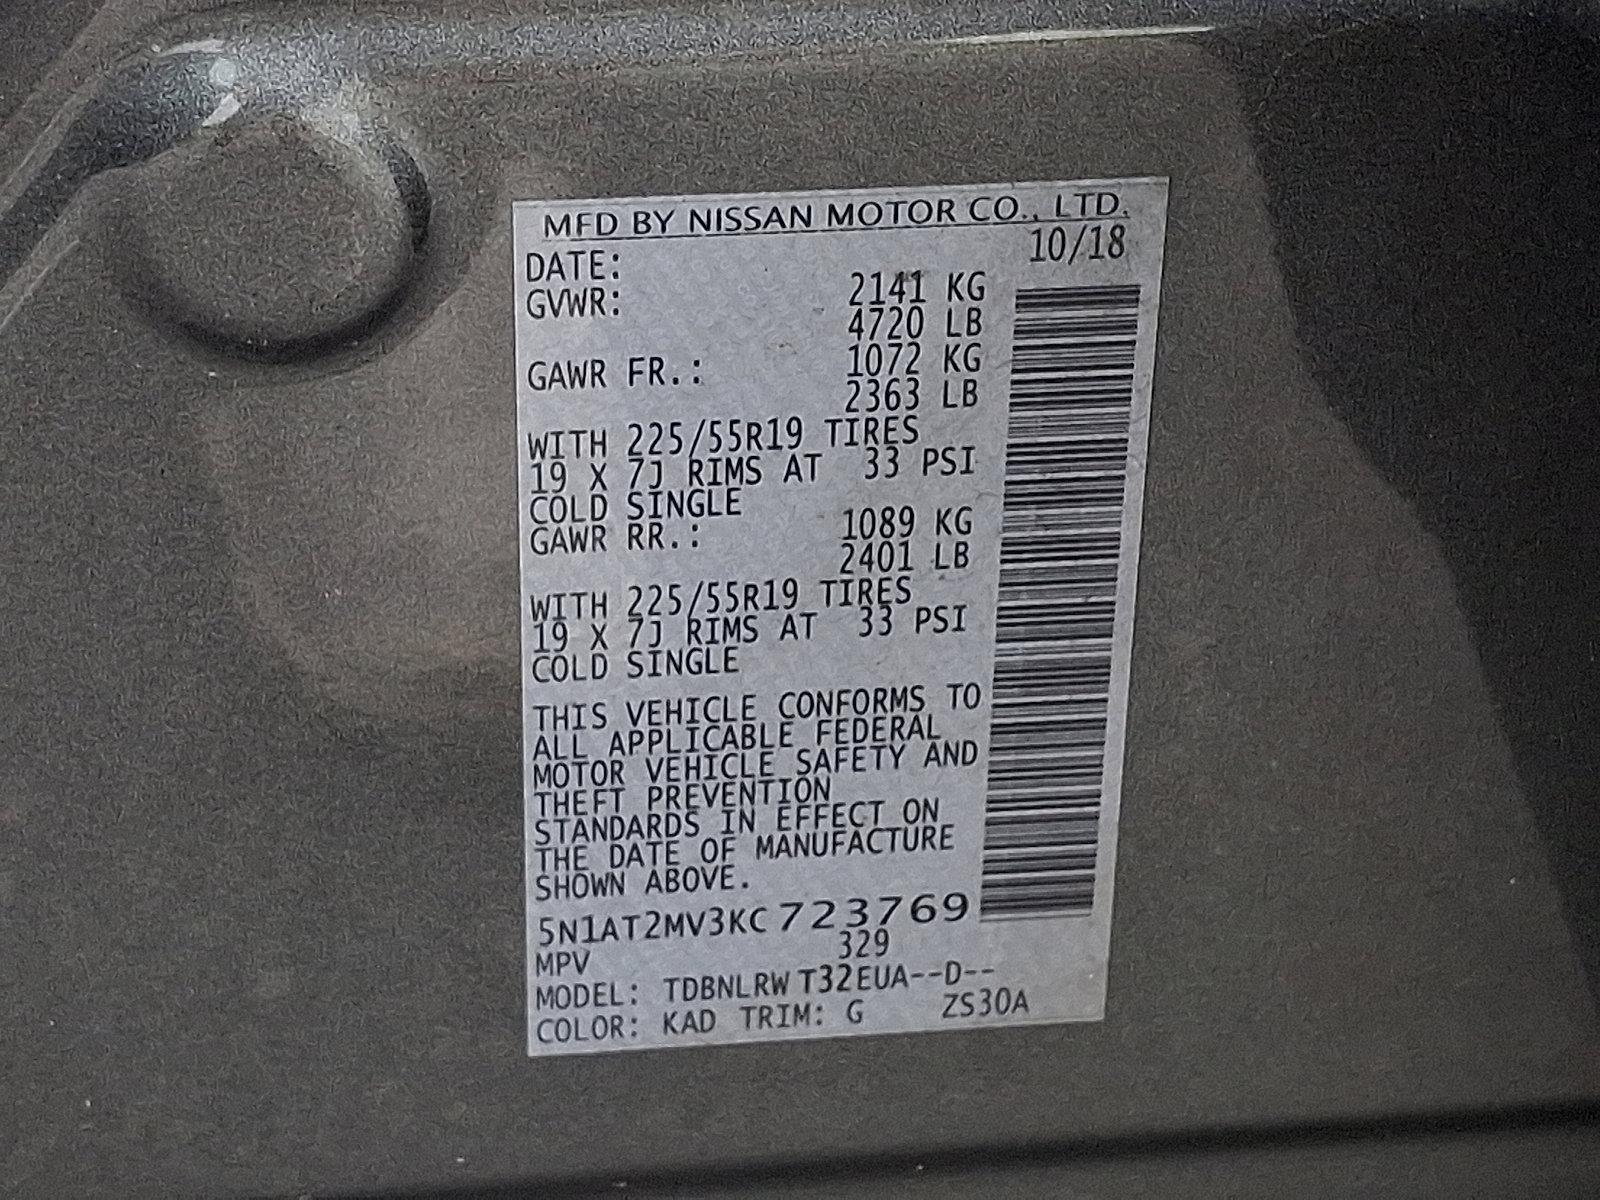 MFD BY NISSAN MOTOR CO., LTD.
DATE: 10/18
GVWR: 2141 KG
4720 LB
GAWR FR.: 1072 KG
2363 LB
WITH 225/55R19 TIRES
19 X 7J RIMS AT 33 PSI
COLD SINGLE
GAWR RR.: 1089 KG
2401 LB
WITH 225/55R19 TIRES
19 X 7J RIMS AT 33 PSI
COLD SINGLE
THIS VEHICLE CONFORMS TO
ALL APPLICABLE FEDERAL
MOTOR VEHICLE SAFETY AND
THEFT PREVENTION
STANDARDS IN EFFECT ON
THE DATE OF MANUFACTURE
SHOWN ABOVE.
5N1AT2MV3KC723769
MPV 329
MODEL: TDBNLRW T32EUA--D--
COLOR: KAD TRIM: G ZS30A